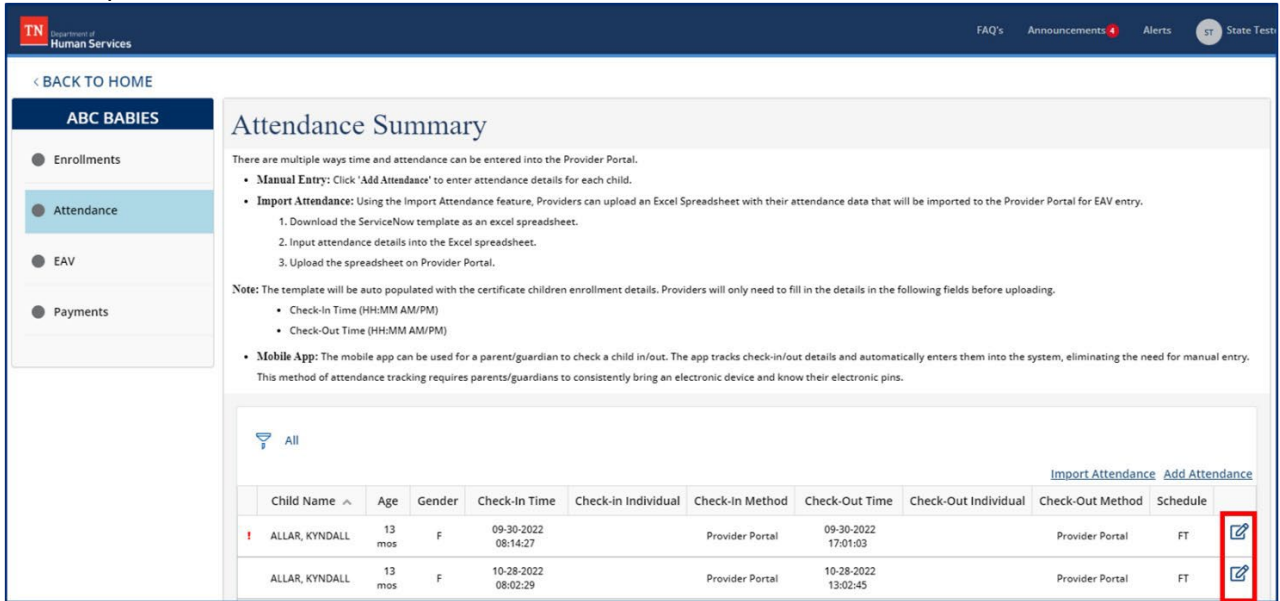 TN Department of
Human Services
FAQ's Announcements 4 Alerts ST State Test
< BACK TO HOME
ABC BABIES
Enrollments
Attendance
EAV
Payments
Attendance Summary
There are multiple ways time and attendance can be entered into the Provider Portal.
• Manual Entry: Click 'Add Attendance' to enter attendance details for each child.
• Import Attendance: Using the Import Attendance feature, Providers can upload an Excel Spreadsheet with their attendance data that will be imported to the Provider Portal for EAV entry.
1. Download the ServiceNow template as an excel spreadsheet.
2. Input attendance details into the Excel spreadsheet.
3. Upload the spreadsheet on Provider Portal.
Note: The template will be auto populated with the certificate children enrollment details. Providers will only need to fill in the details in the following fields before uploading.
• Check-In Time (HH:MM AM/PM)
• Check-Out Time (HH:MM AM/PM)
• Mobile App: The mobile app can be used for a parent/guardian to check a child in/out. The app tracks check-in/out details and automatically enters them into the system, eliminating the need for manual entry.
This method of attendance tracking requires parents/guardians to consistently bring an electronic device and know their electronic pins.
All
Import Attendance Add Attendance
Child Name Age Gender Check-In Time Check-in Individual Check-In Method Check-Out Time Check-Out Individual Check-Out Method Schedule
! ALLAR, KYNDALL 13 mos F 09-30-2022 08:14:27 Provider Portal 09-30-2022 17:01:03 Provider Portal FT
ALLAR, KYNDALL 13 mos F 10-28-2022 08:02:29 Provider Portal 10-28-2022 13:02:45 Provider Portal FT